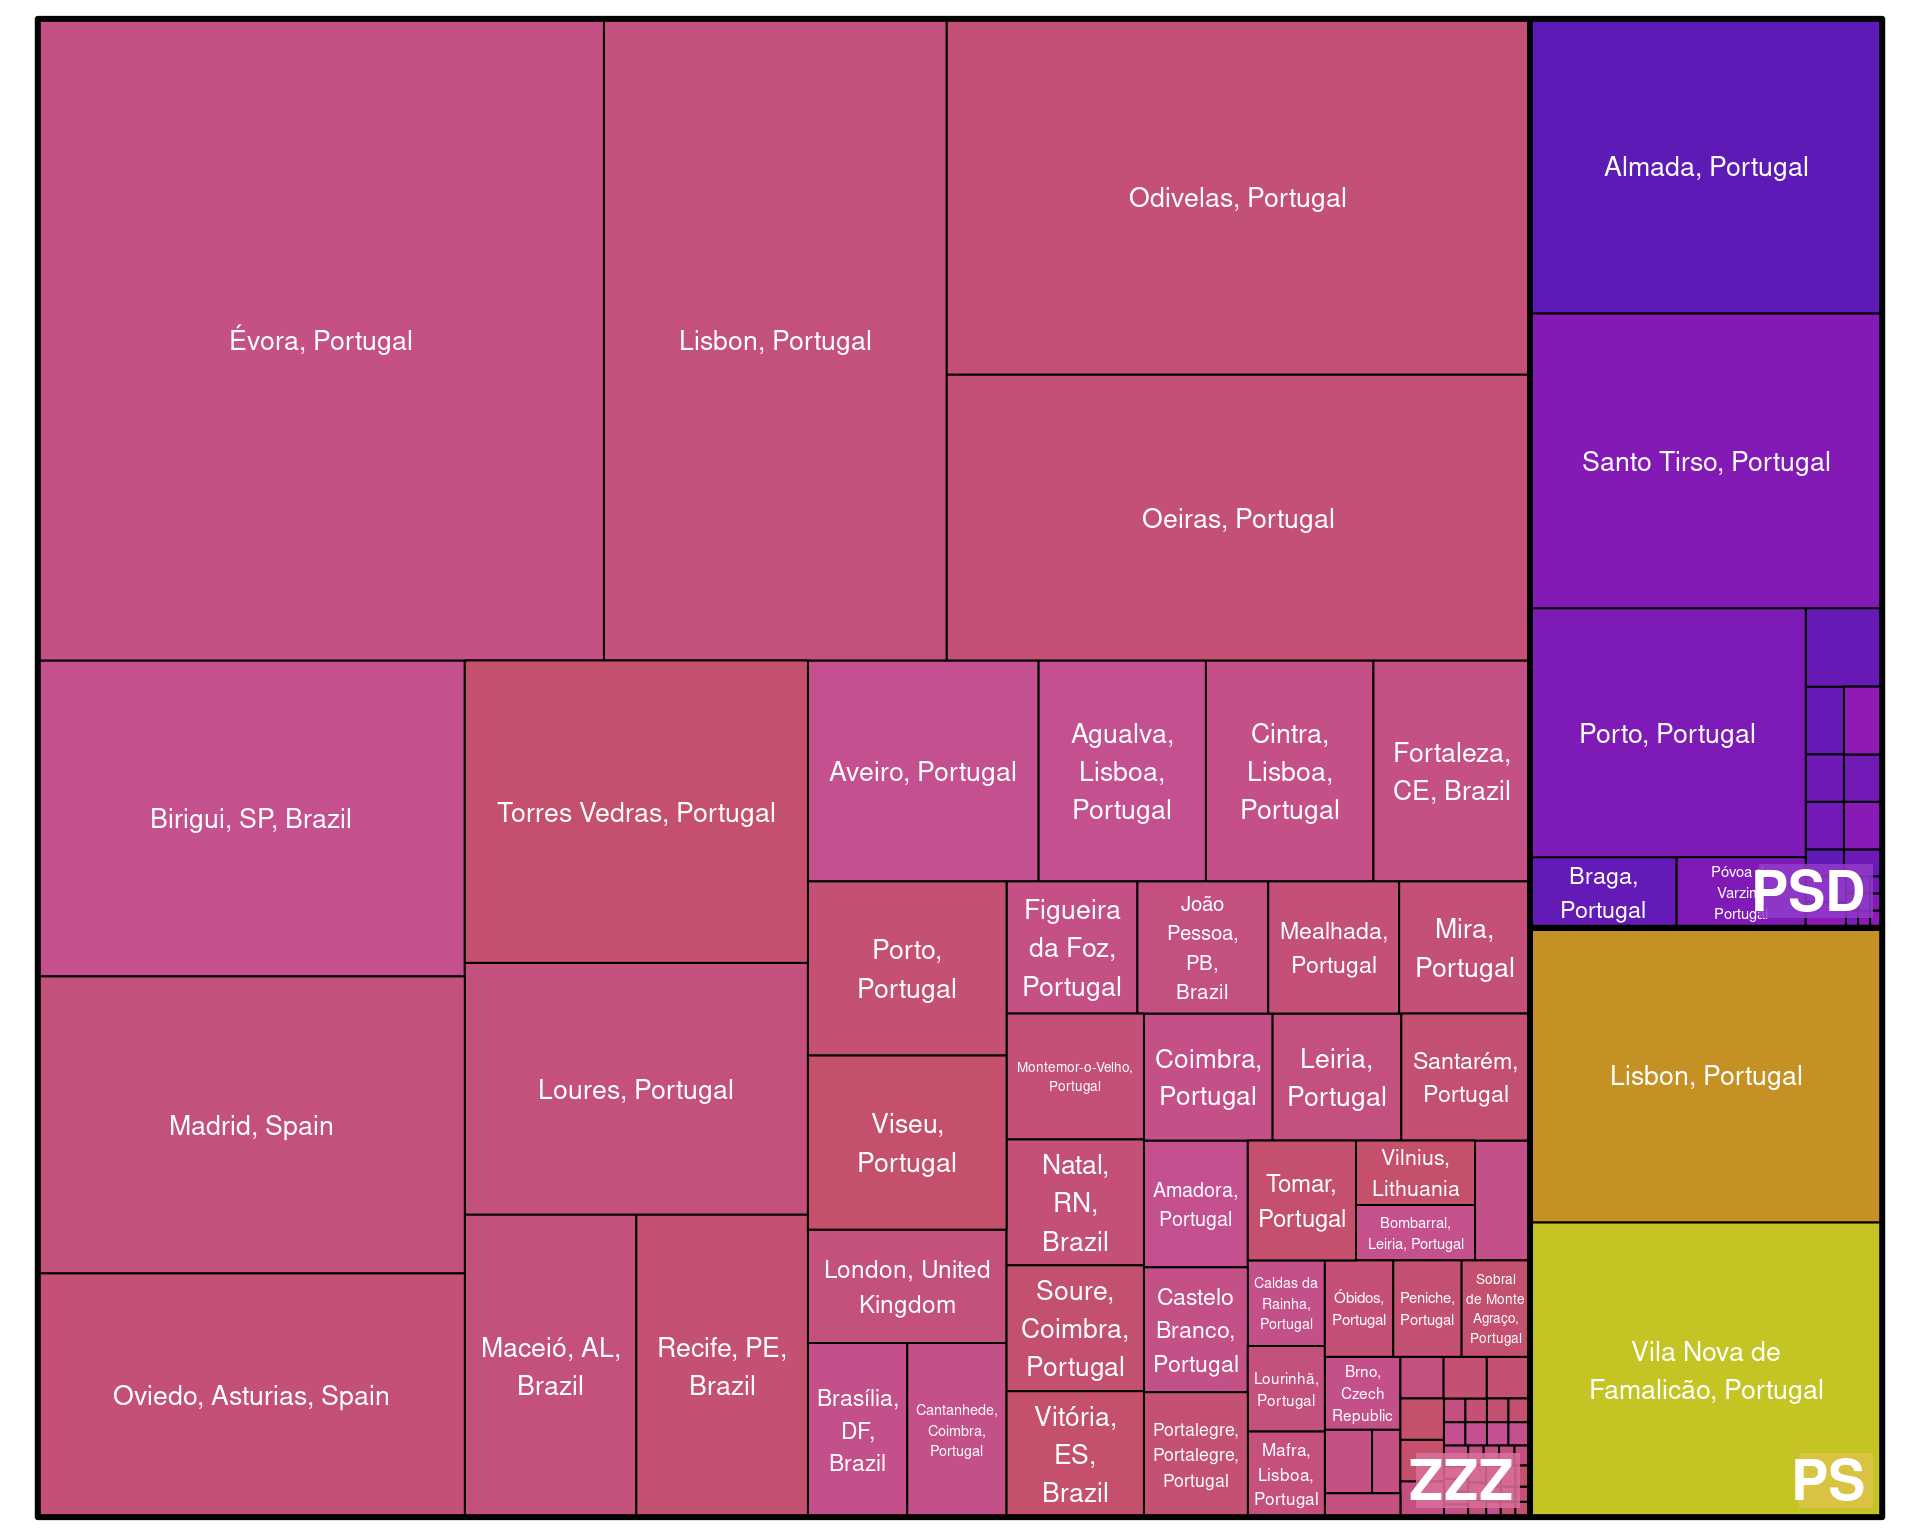 Évora, Portugal
Lisbon, Portugal
Odivelas, Portugal
Oeiras, Portugal
Birigui, SP, Brazil
Madrid, Spain
Oviedo, Asturias, Spain
Torres Vedras, Portugal
Loures, Portugal
Maceió, AL,
Brazil
Recife, PE,
Brazil
Aveiro, Portugal
Agualva,
Lisboa,
Portugal
Cintra,
Lisboa,
Portugal
Fortaleza,
CE, Brazil
Porto,
Portugal
Viseu,
Portugal
London, United
Kingdom
Brasília,
DF,
Brazil
Cantanhede,
Coimbra,
Portugal
Figueira
da Foz,
Portugal
João
Pessoa,
PB,
Brazil
Mealhada,
Portugal
Mira,
Portugal
Montemor-o-Velho,
Portugal
Natal,
RN,
Brazil
Soure,
Coimbra,
Portugal
Vitória,
ES,
Brazil
Coimbra,
Portugal
Leiria,
Portugal
Santarém,
Portugal
Amadora,
Portugal
Castelo
Branco,
Portugal
Portalegre,
Portalegre,
Portugal
Tomar,
Portugal
Vilnius,
Lithuania
Bombarral,
Leiria, Portugal
Caldas da
Rainha,
Portugal
Lourinhã,
Portugal
Mafra,
Lisboa,
Portugal
Óbidos,
Portugal
Peniche,
Portugal
Sobral
de Monte
Agraço,
Portugal
Brno,
Czech
Republic
ZZZ
Almada, Portugal
Santo Tirso, Portugal
Porto, Portugal
Braga,
Portugal
Póvoa
Varzim
Portugal
PSD
Lisbon, Portugal
Vila Nova de
Famalicão, Portugal
PS